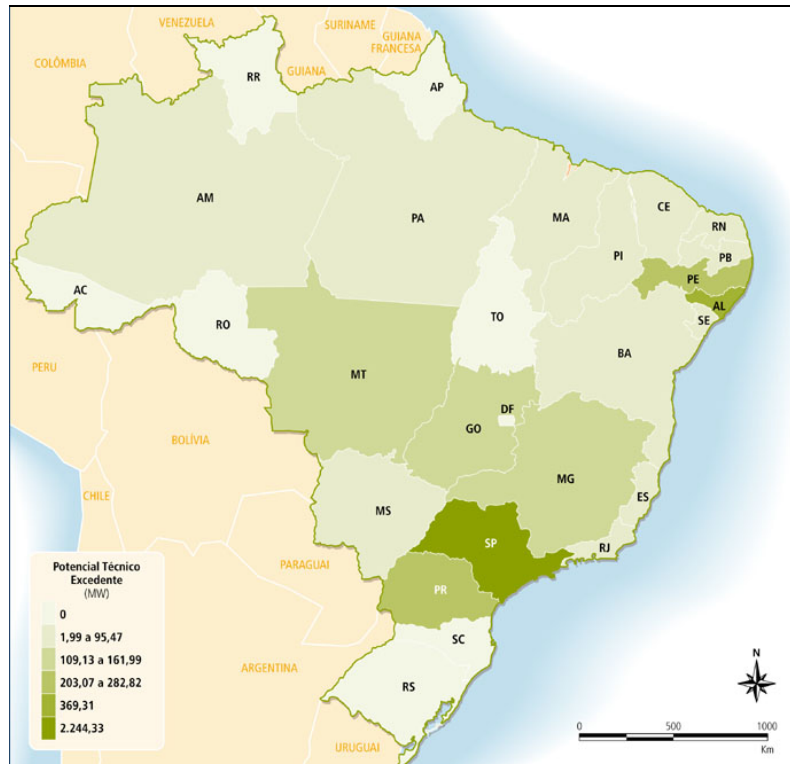 VENEZUELA
SURINAME
GUIANA
FRANCESA
COLÔMBIA
GUIANA
RR
AP
AM
PA
MA
CE
RN
PB
PI
PE
AL
SE
AC
RO
TO
BA
PERU
MT
DF
GO
BOLÍVIA
MG
ES
CHILE
MS
SP
RJ
PARAGUAI
PR
SC
ARGENTINA
RS
URUGUAI
Potencial Técnico
Excedente
(MW)
0
1,99 a 95,47
109,13 a 161,99
203,07 a 282,82
369,31
2.244,33
N
0 500 1000
Km